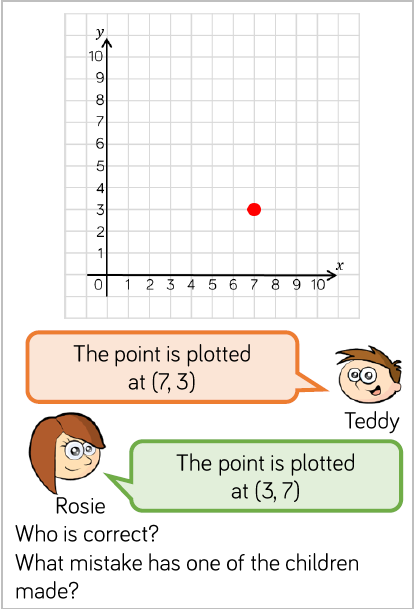 y
10
9
8
7
6
5
4
3
2
1
0 1 2 3 4 5 6 7 8 9 10 x
The point is plotted
at (7, 3)
Teddy
The point is plotted
at (3, 7)
Rosie
Who is correct?
What mistake has one of the children
made?